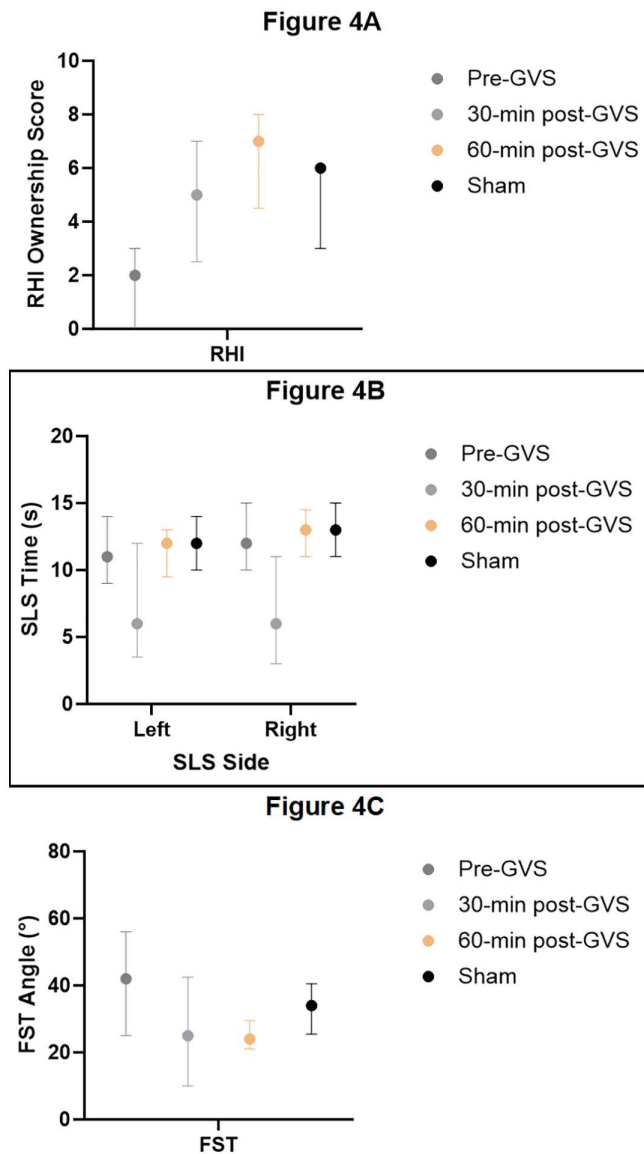 Figure 4A
10
8
6
4
2
0
RHI Ownership Score
RHI
Pre-GVS
30-min post-GVS
60-min post-GVS
Sham
Figure 4B
20
15
10
5
0
SLS Time (s)
Left Right
SLS Side
Pre-GVS
30-min post-GVS
60-min post-GVS
Sham
Figure 4C
80
60
40
20
0
FST Angle (°)
FST
Pre-GVS
30-min post-GVS
60-min post-GVS
Sham